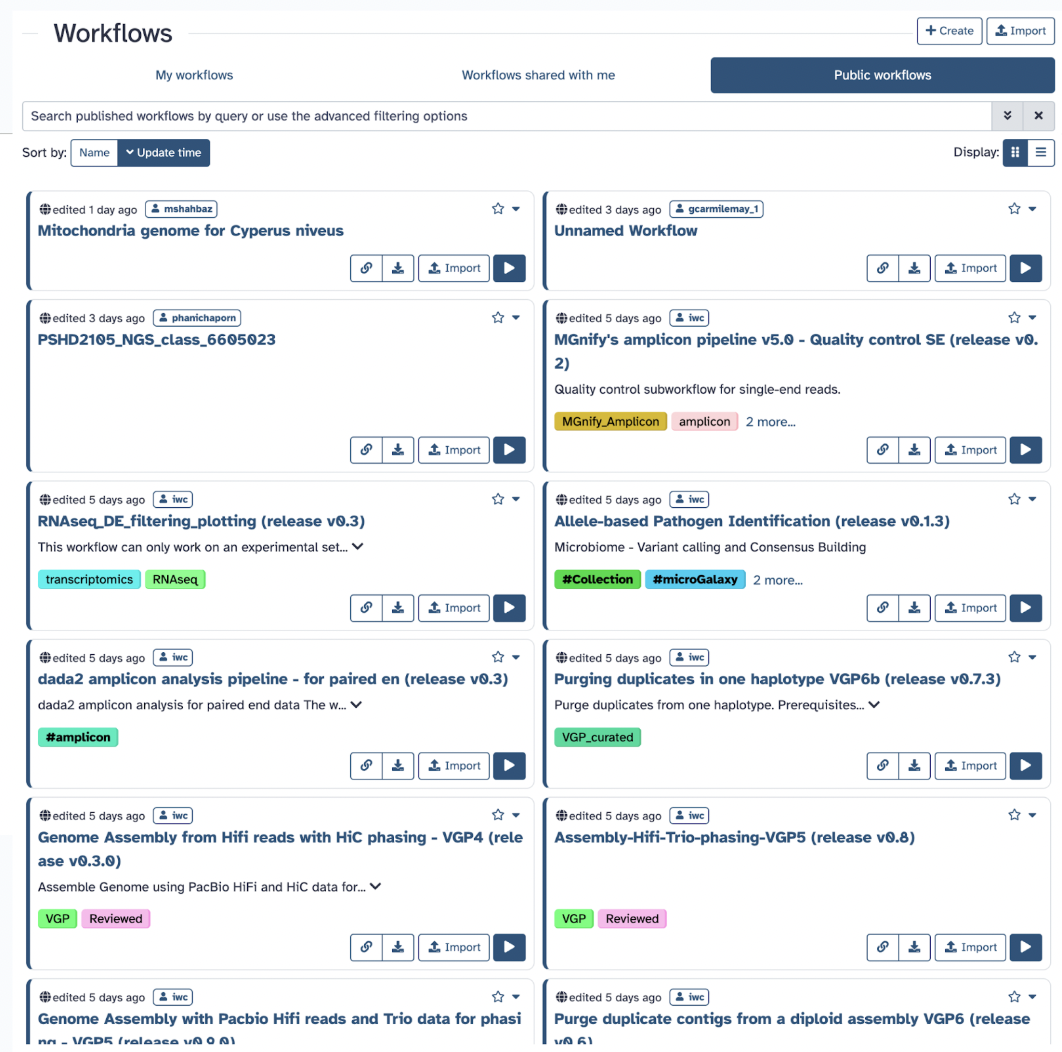 Workflows
Create Import
My workflows Workflows shared with me Public workflows
Search published workflows by query or use the advanced filtering options
Sort by: Name Update time Display:
edited 1 day ago mshahbaz
Mitochondria genome for Cyperus niveus
Import
edited 3 days ago gcarmilemay_1
Unnamed Workflow
Import
edited 3 days ago phanichaporn
PSHD2105_NGS_class_6605023
Import
edited 5 days ago iwc
MGnify's amplicon pipeline v5.0 - Quality control SE (release v0.
2)
Quality control subworkflow for single-end reads.
MGnify_Amplicon amplicon 2 more...
Import
edited 5 days ago iwc
RNAseq_DE_filtering_plotting (release v0.3)
This workflow can only work on an experimental set...
transcriptomics RNAseq
Import
edited 5 days ago iwc
Allele-based Pathogen Identification (release v0.1.3)
Microbiome - Variant calling and Consensus Building
#Collection #microGalaxy 2 more...
Import
edited 5 days ago iwc
dada2 amplicon analysis pipeline - for paired en (release v0.3)
dada2 amplicon analysis for paired end data The w...
#amplicon
Import
edited 5 days ago iwc
Purging duplicates in one haplotype VGP6b (release v0.7.3)
Purge duplicates from one haplotype. Prerequisites...
VGP_curated
Import
edited 5 days ago iwc
Genome Assembly from Hifi reads with HiC phasing - VGP4 (rele
ase v0.3.0)
Assemble Genome using PacBio HiFi and HiC data for...
VGP Reviewed
Import
edited 5 days ago iwc
Assembly-Hifi-Trio-phasing-VGP5 (release v0.8)
VGP Reviewed
Import
edited 5 days ago iwc
Genome Assembly with Pacbio Hifi reads and Trio data for phasi
ng - VGP5 (release
edited 5 days ago iwc
Purge duplicate contigs from a diploid assembly VGP6 (release
v0.6)